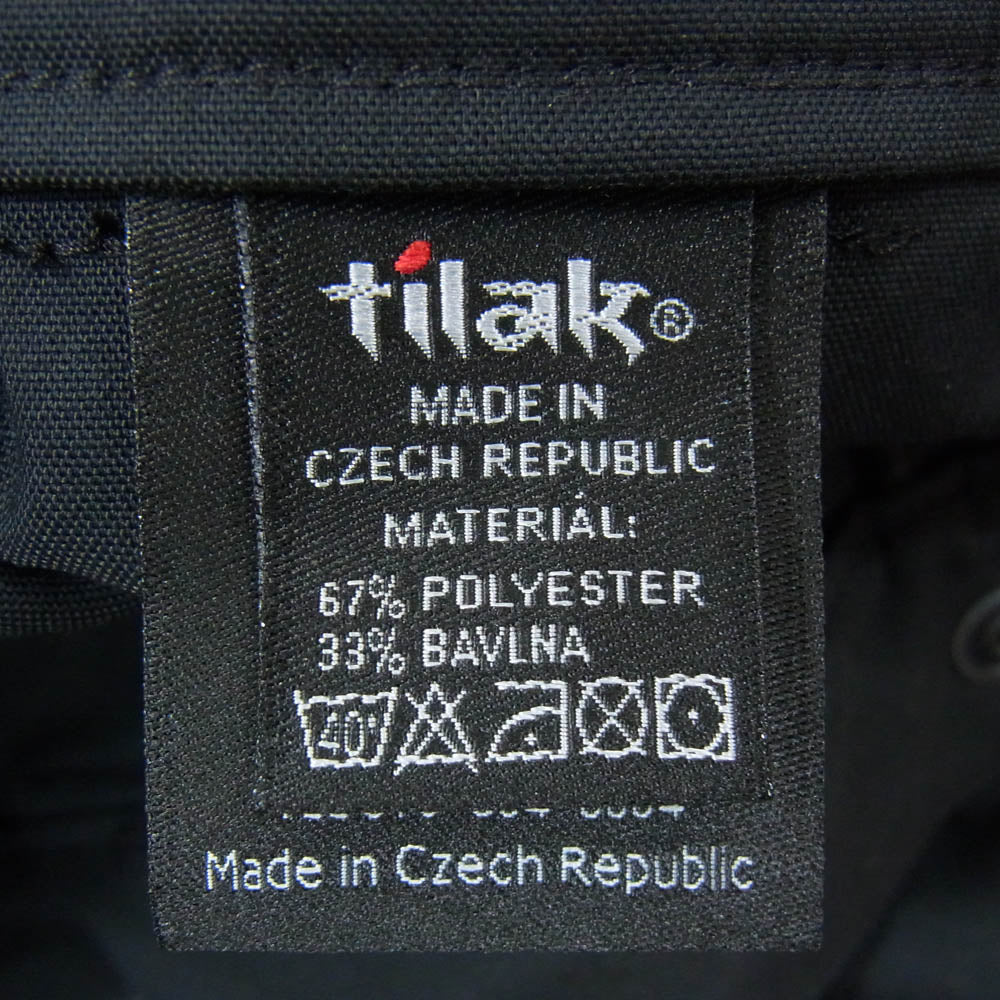 tilak®
MADE IN
CZECH REPUBLIC
MATERIÁL:
67% POLYESTER
33% BAVLNA
40°
Made in Czech Republic